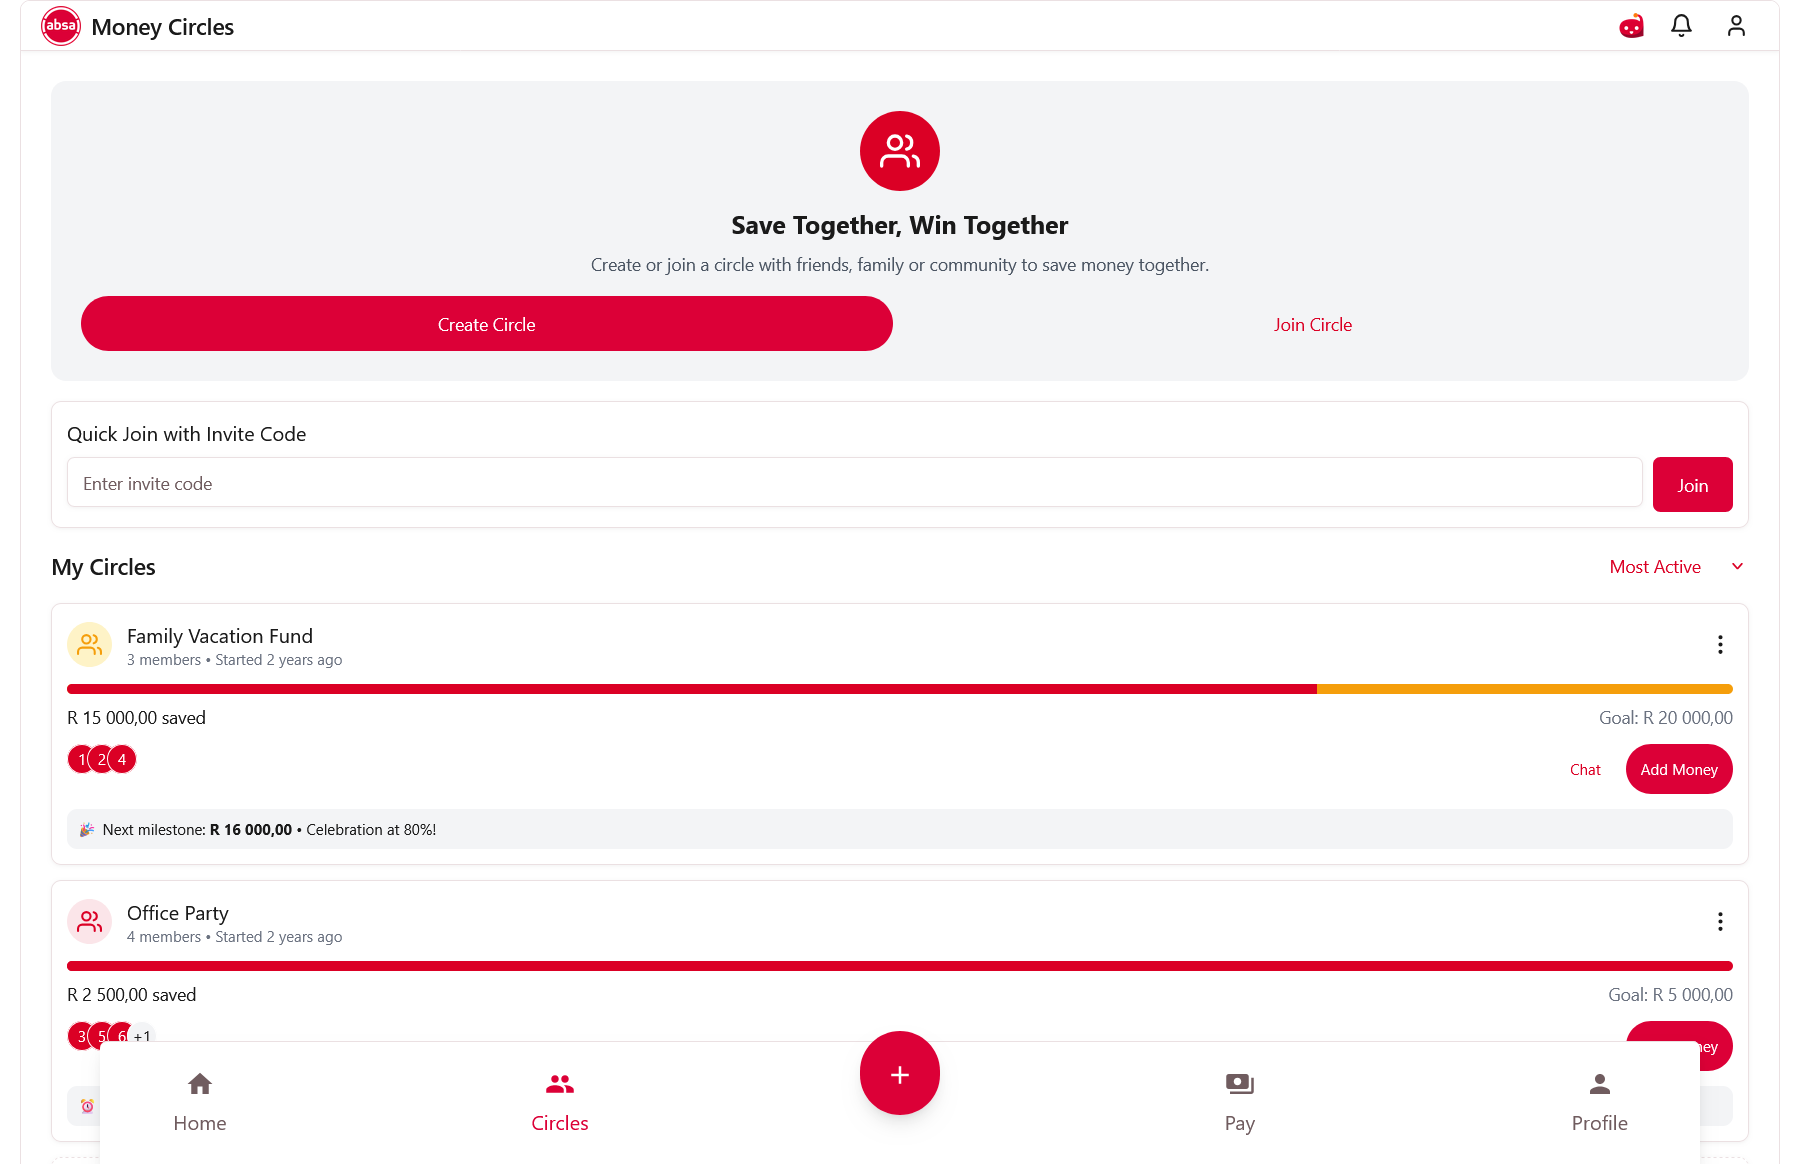 absa Money Circles
Save Together, Win Together
Create or join a circle with friends, family or community to save money together.
Create Circle
Join Circle
Quick Join with Invite Code
Enter invite code
Join
My Circles
Most Active
Family Vacation Fund
3 members • Started 2 years ago
R 15 000,00 saved
Goal: R 20 000,00
1 2 4
Chat
Add Money
🎉 Next milestone: R 16 000,00 • Celebration at 80%!
Office Party
4 members • Started 2 years ago
R 2 500,00 saved
Goal: R 5 000,00
3 5 6 +1
+
Home
Circles
Pay
Profile